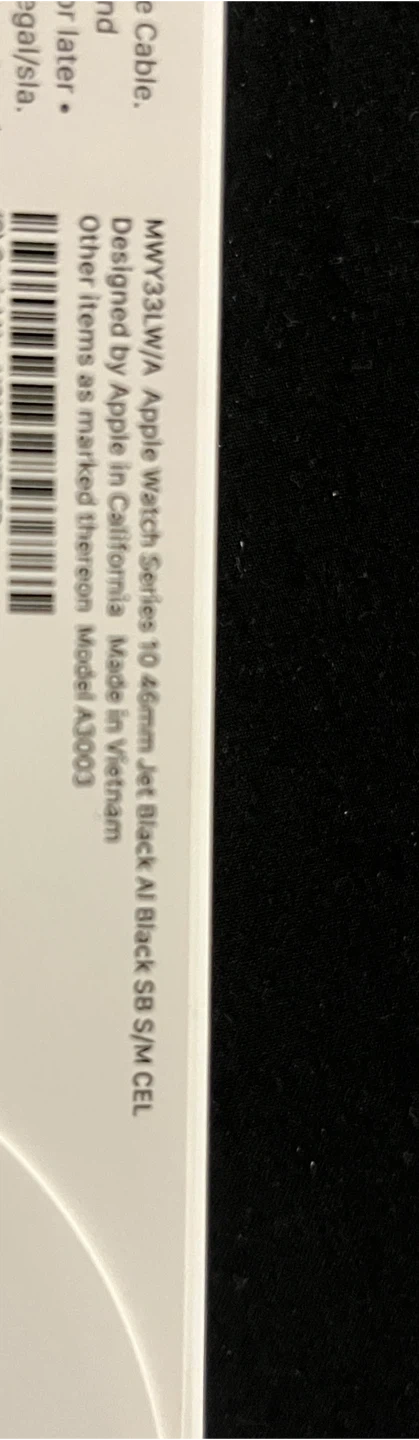 e Cable.
nd
or later •
egal/sla.
MWY33LW/A Apple Watch Series 10 46mm Jet Black Al Black SB S/M CEL
Designed by Apple in California Made in Vietnam
Other items as marked thereon Model A3003